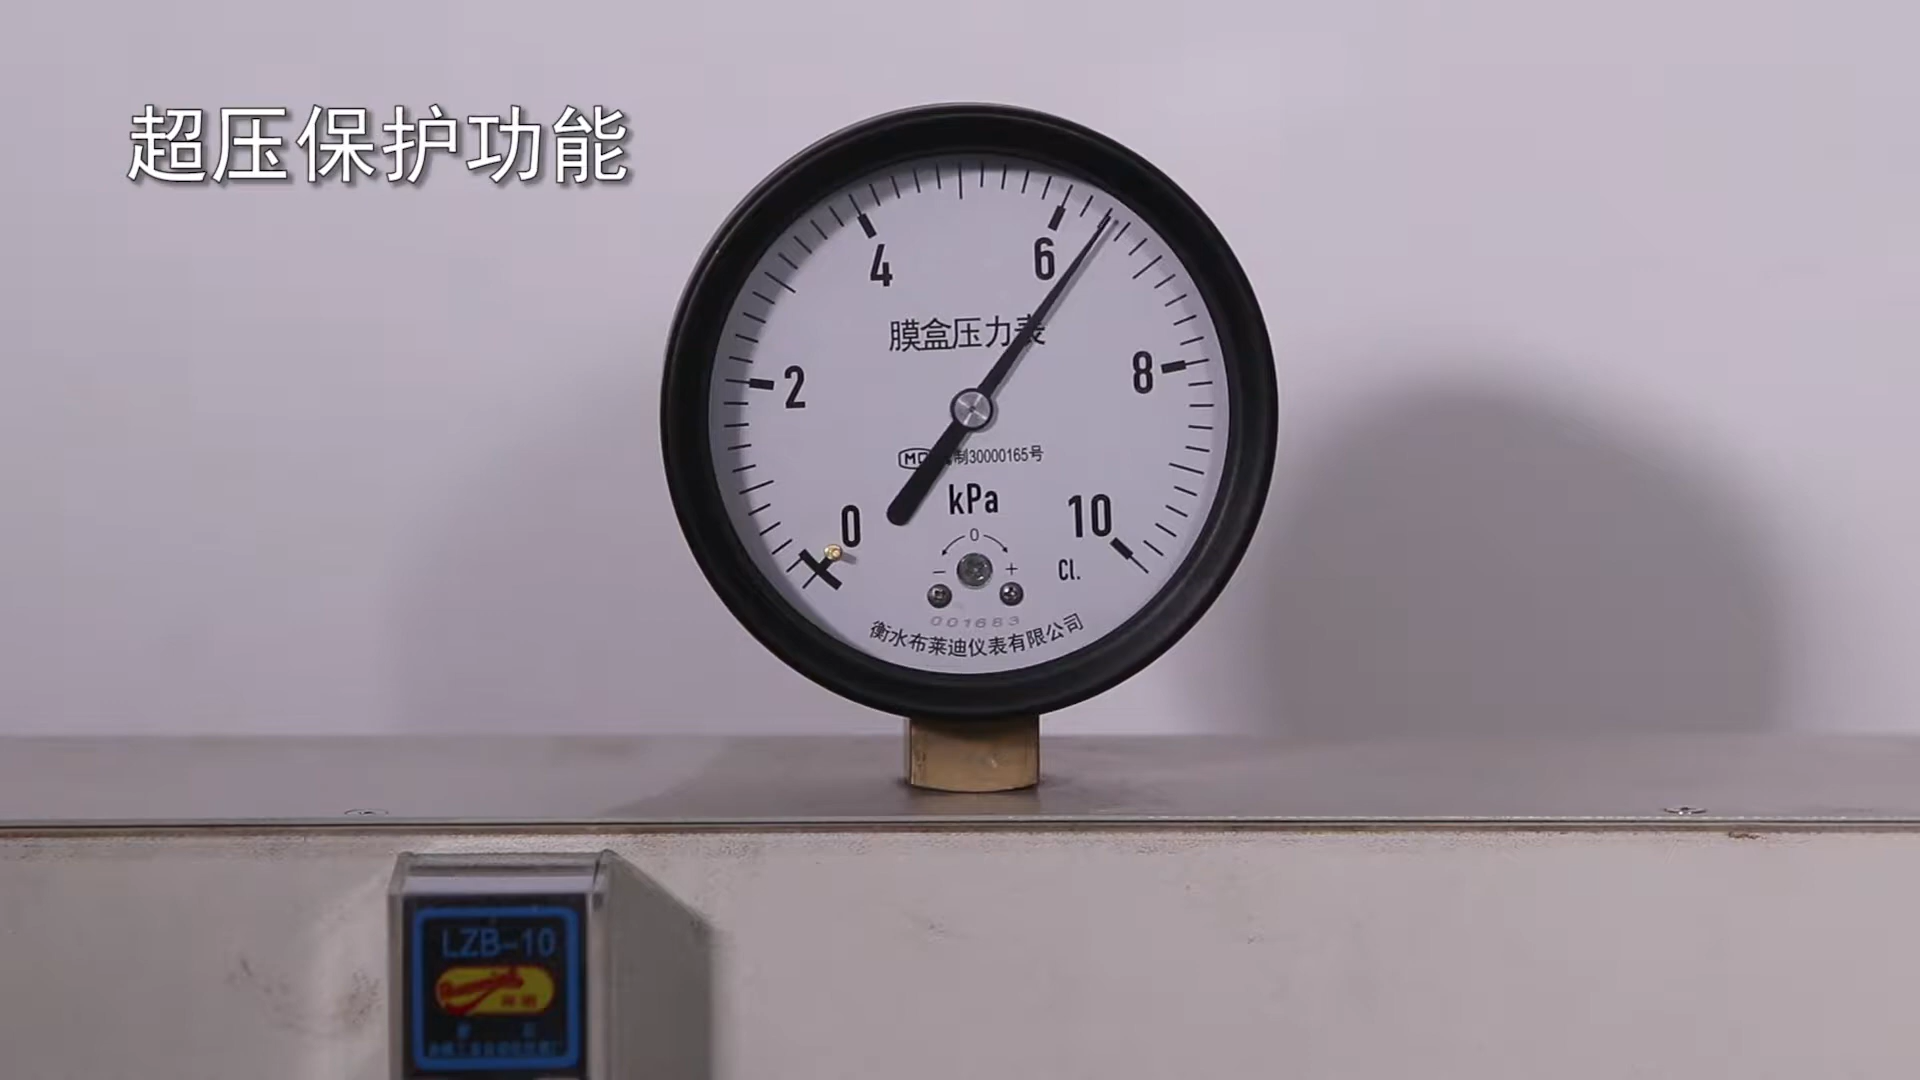 超压保护功能
4
6
膜盒压力表
2
8
制30000165号
0
kPa
10
0
- +
Cl.
001683
衡水布莱迪仪表有限公司
LZB-10